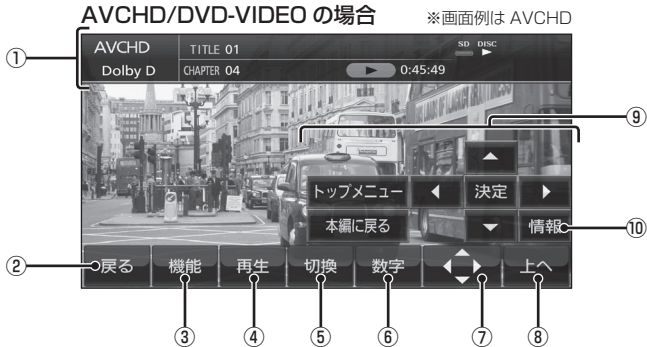 AVCHD/DVD-VIDEO の場合
※画面例は AVCHD
①
AVCHD
TITLE 01
SD DISC
Dolby D
CHAPTER 04
0:45:49
⑨
トップメニュー
決定
本編に戻る
情報
⑩
②
戻る
機能
再生
切換
数字
上へ
③
④
⑤
⑥
⑦
⑧